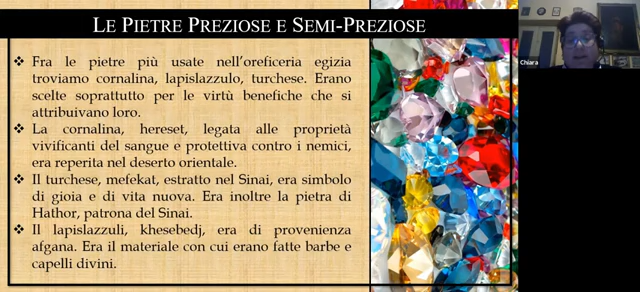 LE PIETRE PREZIOSE E SEMI-PREZIOSE
❖ Fra le pietre più usate nell'oreficeria egizia
troviamo cornalina, lapislazzulo, turchese. Erano
scelte soprattutto per le virtù benefiche che si
attribuivano loro.
❖ La cornalina, hereset, legata alle proprietà
vivificanti del sangue e protettiva contro i nemici,
era reperita nel deserto orientale.
❖ Il turchese, mefekat, estratto nel Sinai, era simbolo
di gioia e di vita nuova. Era inoltre la pietra di
Hathor, patrona del Sinai.
❖ Il lapislazzuli, khesebedj, era di provenienza
afgana. Era il materiale con cui erano fatte barbe e
capelli divini.
Chiara